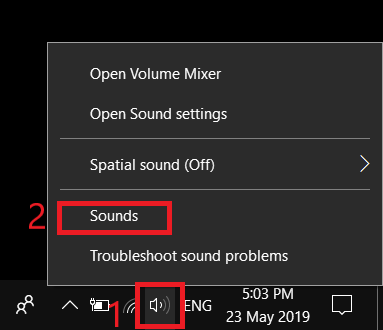 Open Volume Mixer
Open Sound settings
Spatial sound (Off)
2 Sounds
Troubleshoot sound problems
1 ENG 5:03 PM
23 May 2019